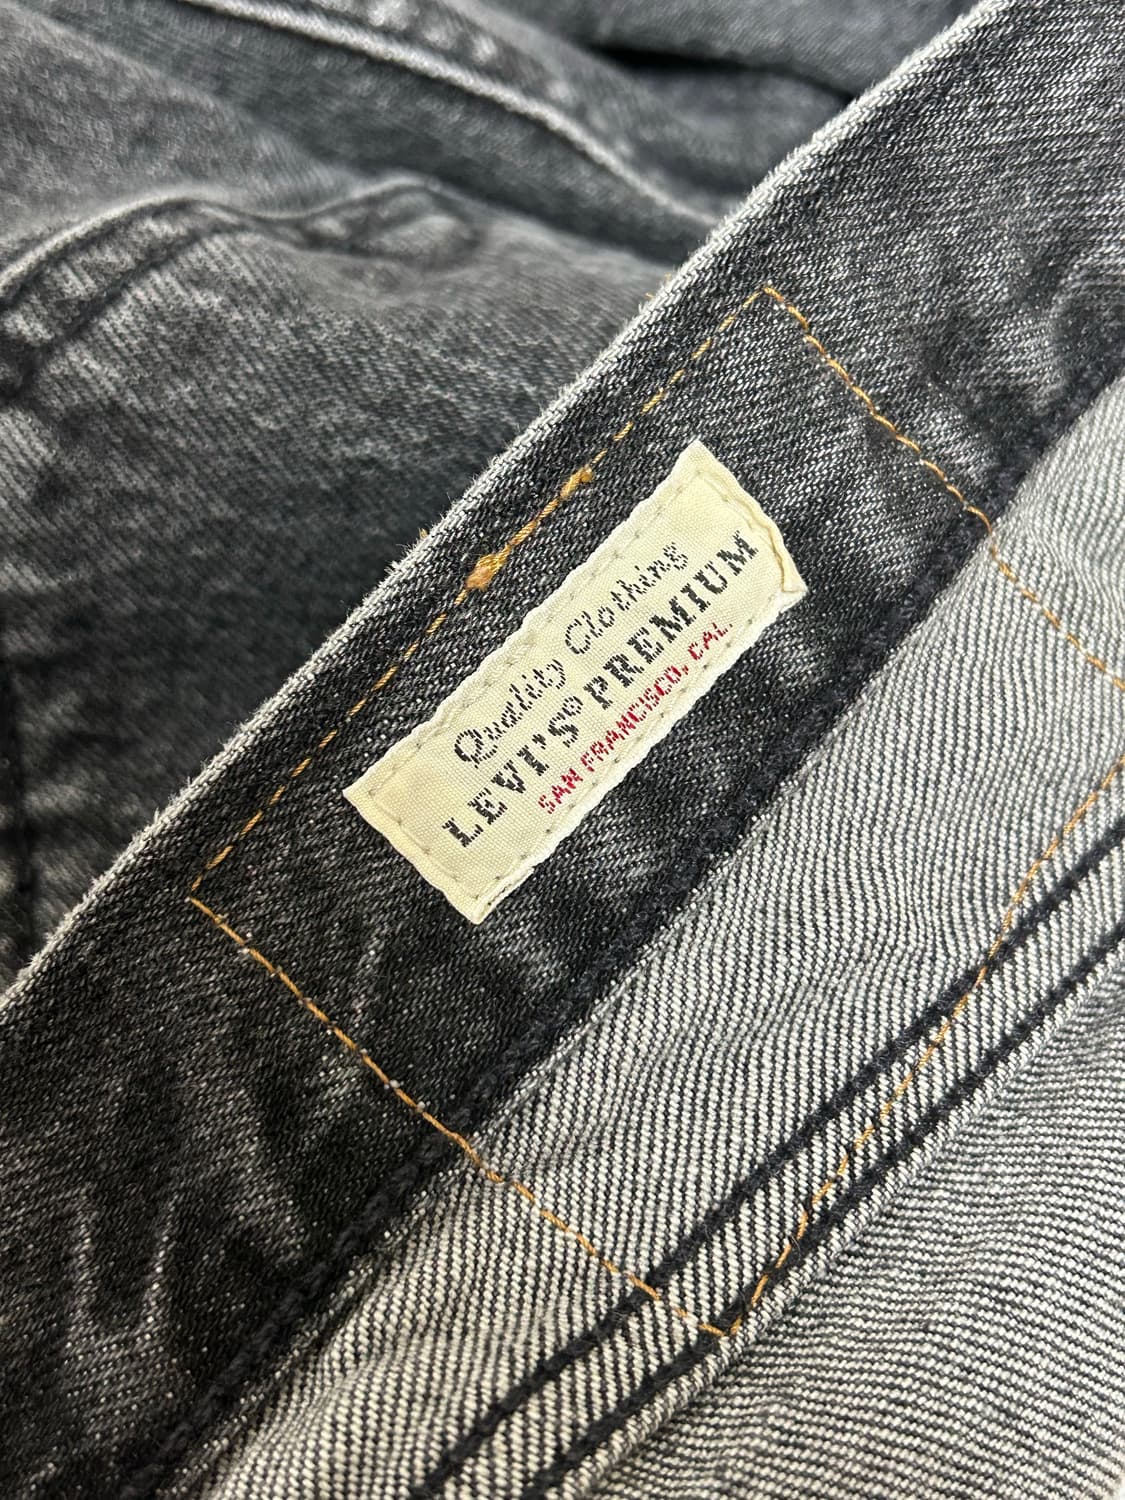 Quality Clothing
LEVI'S® PREMIUM
SAN FRANCISCO, CAL.